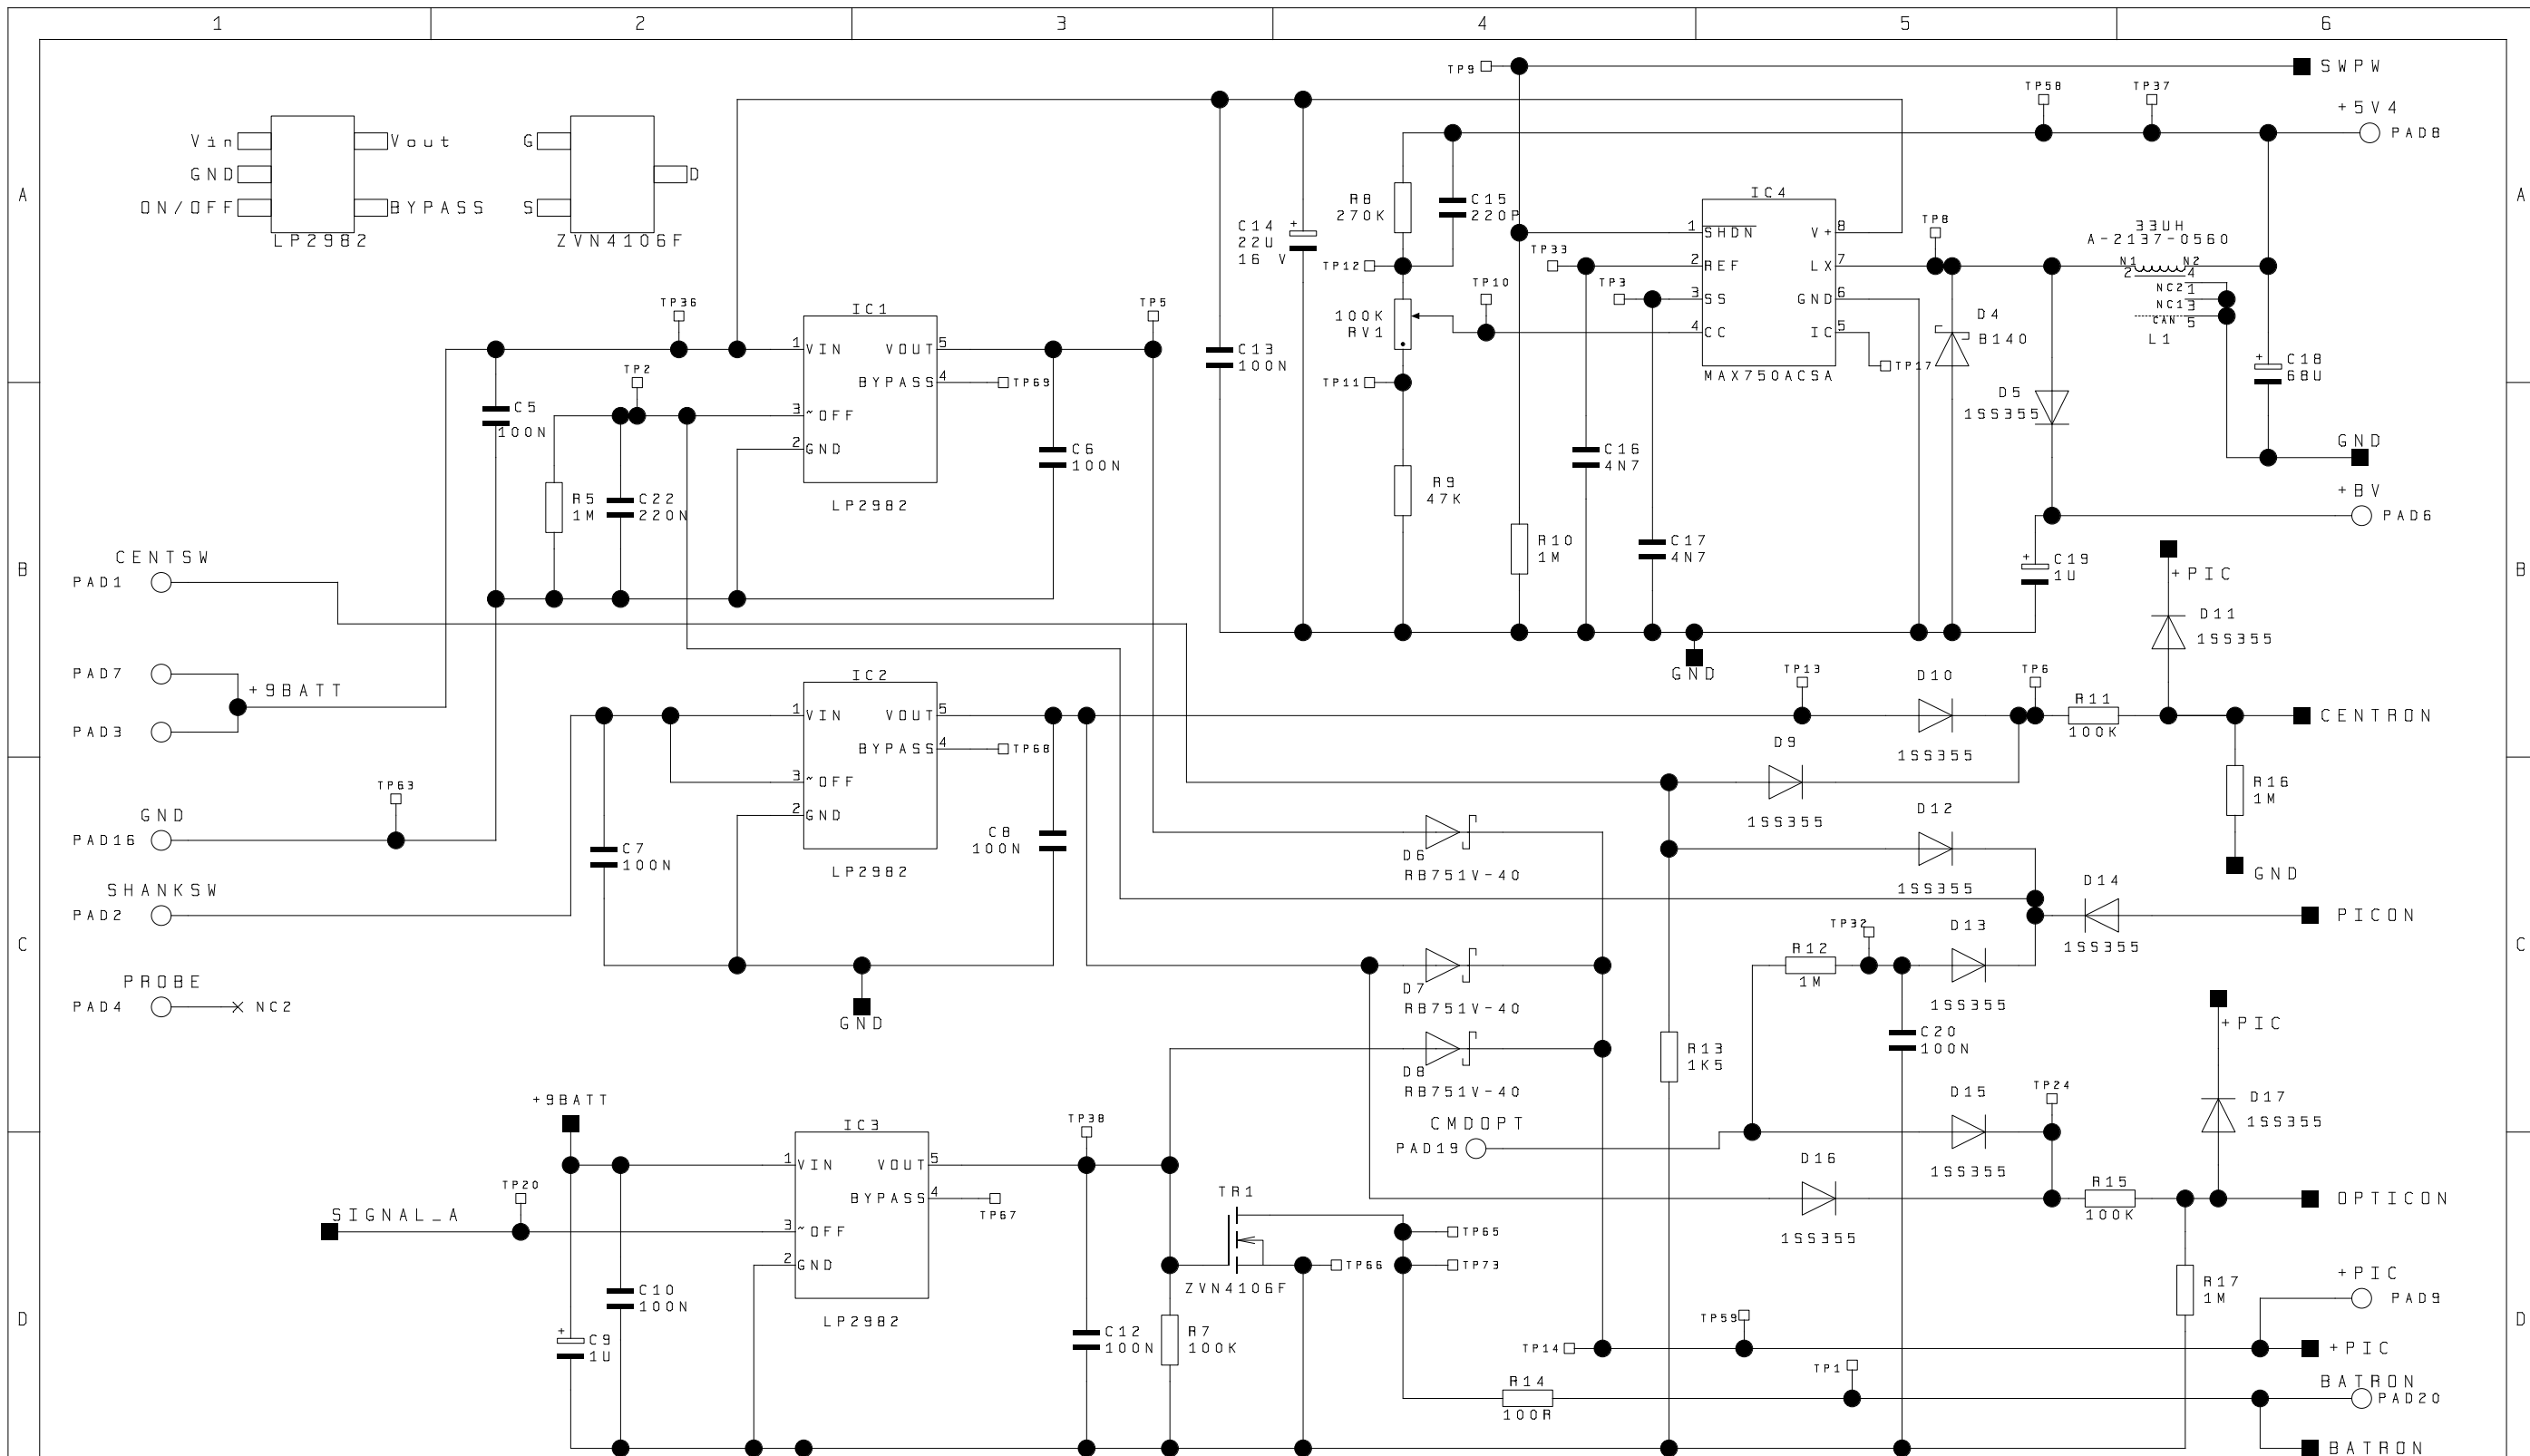 1 2 3 4 5 6
A
B
C
D
A
B
C
D
Vin
GND
ON/OFF
Vout
BYPASS
LP2982
G
S
D
ZVN4106F
TP9
SWPW
TP58
TP37
+5V4
PAD8
C14
22U
16 V
R8
270K
C15
220P
TP12
100K
RV1
TP11
TP10
TP33
TP3
IC4
1 SHDN
2 REF
3 SS
4 CC
V+ 8
LX 7
GND 6
IC 5
MAX750ACSA
TP17
TP8
D4
B140
33UH
A-2137-0560
N1
2
N2
4
NC2 1
NC1 3
CAN 5
L1
C18
68U
D5
1SS355
GND
+BV
PAD6
TP36
TP2
IC1
1 VIN
VOUT 5
BYPASS 4
3 ~OFF
2 GND
LP2982
TP5
TP69
C5
100N
R5
1M
C22
220N
C6
100N
C13
100N
R9
47K
C16
4N7
R10
1M
C17
4N7
C19
1U
GND
+PIC
D11
1SS355
CENTSW
PAD1
PAD7
+9BATT
PAD3
TP63
GND
PAD16
SHANKSW
PAD2
PROBE
PAD4
NC2
IC2
1 VIN
VOUT 5
BYPASS 4
3 ~OFF
2 GND
LP2982
TP68
C7
100N
C8
100N
GND
TP13
D10
1SS355
TP6
R11
100K
CENTRON
D9
1SS355
R16
1M
GND
D12
1SS355
D6
RB751V-40
D14
1SS355
PICON
TP32
R12
1M
D13
1SS355
D7
RB751V-40
D8
RB751V-40
R13
1K5
C20
100N
+PIC
D17
1SS355
CMDOPT
PAD19
D15
1SS355
TP24
D16
1SS355
R15
100K
OPTICON
+9BATT
IC3
1 VIN
VOUT 5
BYPASS 4
3 ~OFF
2 GND
LP2982
TP38
TP67
TP20
SIGNAL_A
C10
100N
C9
1U
C12
100N
R7
100K
TR1
ZVN4106F
TP65
TP66
TP73
R17
1M
+PIC
PAD9
TP59
TP14
+PIC
TP1
R14
100R
BATRON
PAD20
BATRON